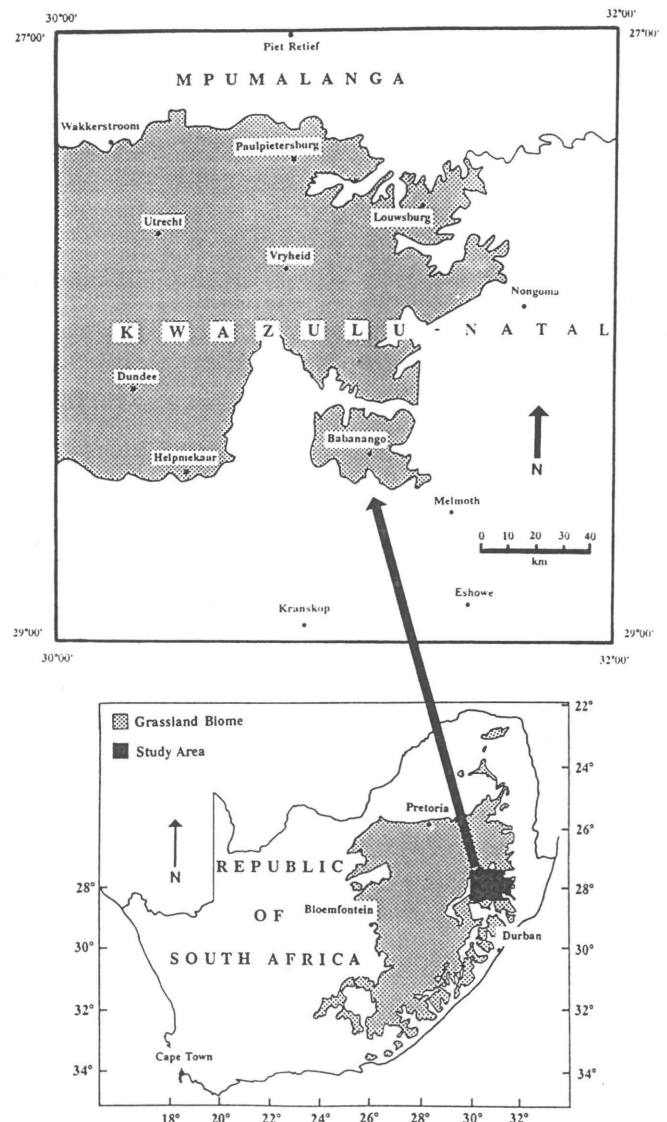 30°00'
32°00'
27°00'
27°00'
Piet Retief
MPUMALANGA
Wakkerstroom
Paulpietersburg
Louwsburg
Utrecht
Vryheid
Nongoma
KWAZULU-NATAL
Dundee
Babanango
Helpmekaar
N
Melmoth
0 10 20 30 40
km
Eshowe
Kranskop
29°00'
29°00'
30°00'
32°00'
Grassland Biome
Study Area
22°
24°
Pretoria
26°
N
REPUBLIC
28°
28°
OF
Bloemfontein
Durban
30°
30°
SOUTH AFRICA
32°
32°
Cape Town
34°
34°
18° 20° 22° 24° 26° 28° 30° 32°